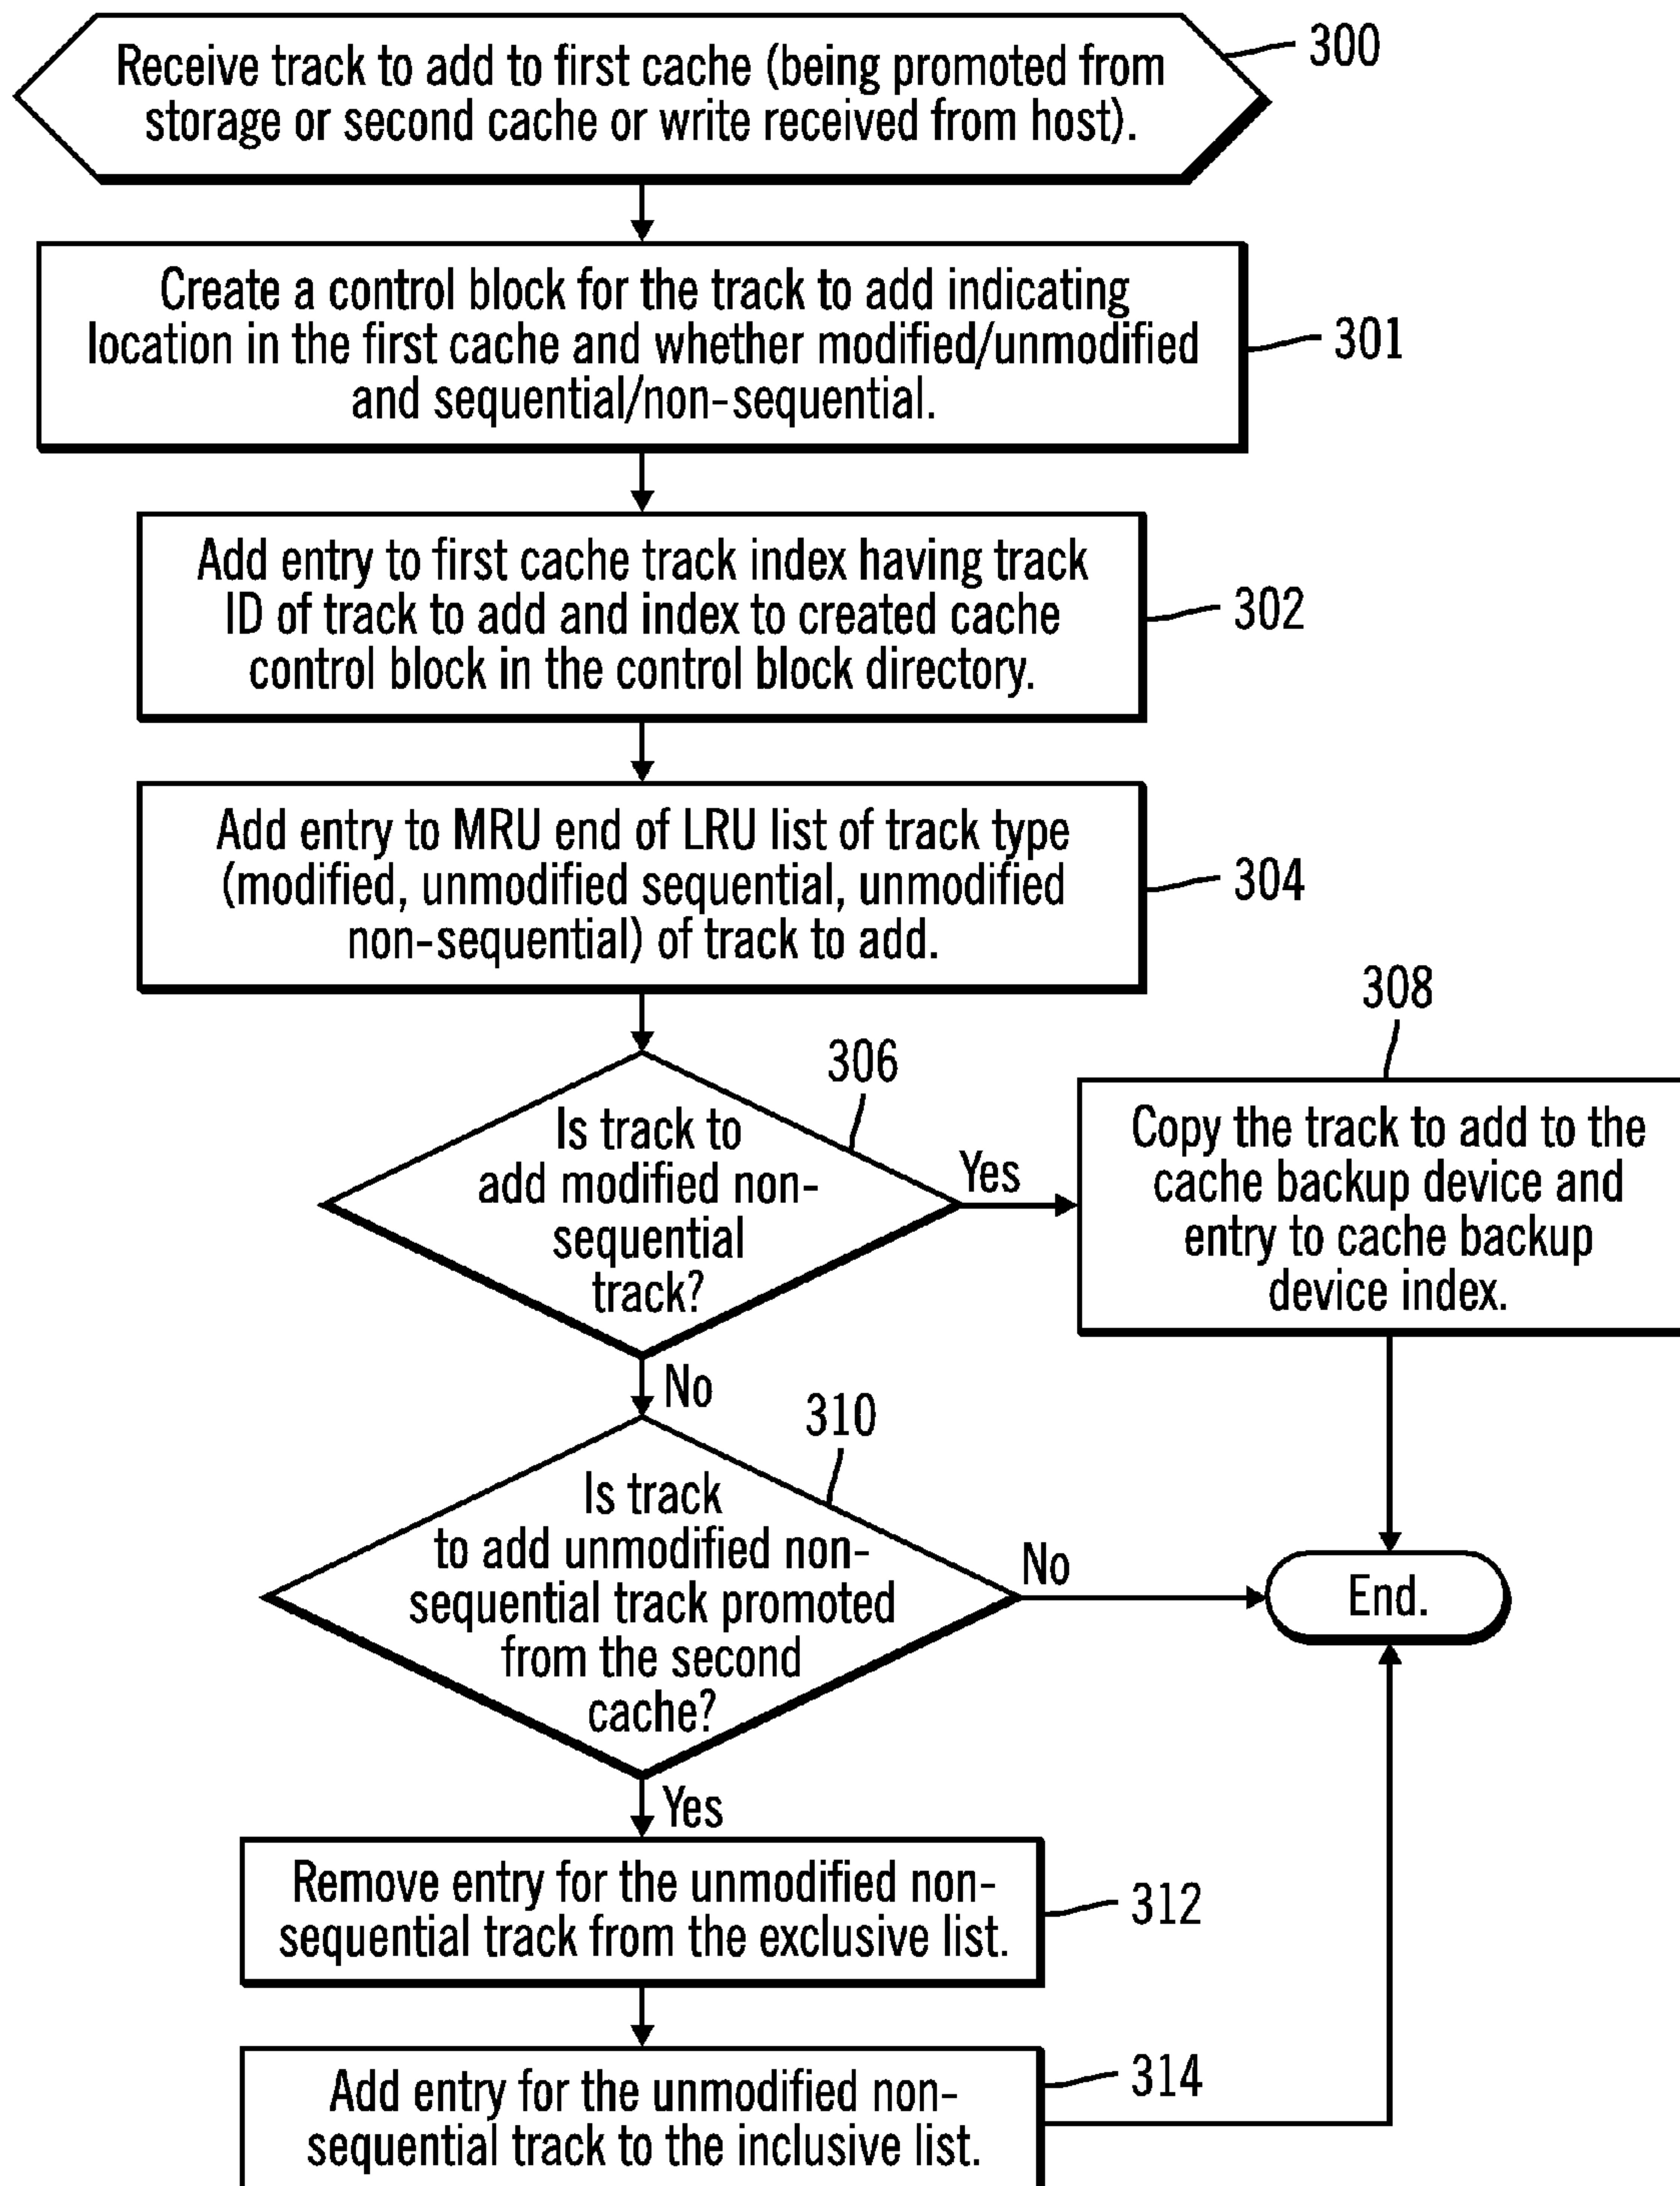 Receive track to add to first cache (being promoted from
storage or second cache or write received from host).
300
Create a control block for the track to add indicating
location in the first cache and whether modified/unmodified
and sequential/non-sequential.
301
Add entry to first cache track index having track
ID of track to add and index to created cache
control block in the control block directory.
302
Add entry to MRU end of LRU list of track type
(modified, unmodified sequential, unmodified
non-sequential) of track to add.
304
306
Is track to
add modified non-
sequential
track?
Yes
308
Copy the track to add to the
cache backup device and
entry to cache backup
device index.
No
310
Is track
to add unmodified non-
sequential track promoted
from the second
cache?
No
End.
Yes
Remove entry for the unmodified non-
sequential track from the exclusive list.
312
Add entry for the unmodified non-
sequential track to the inclusive list.
314